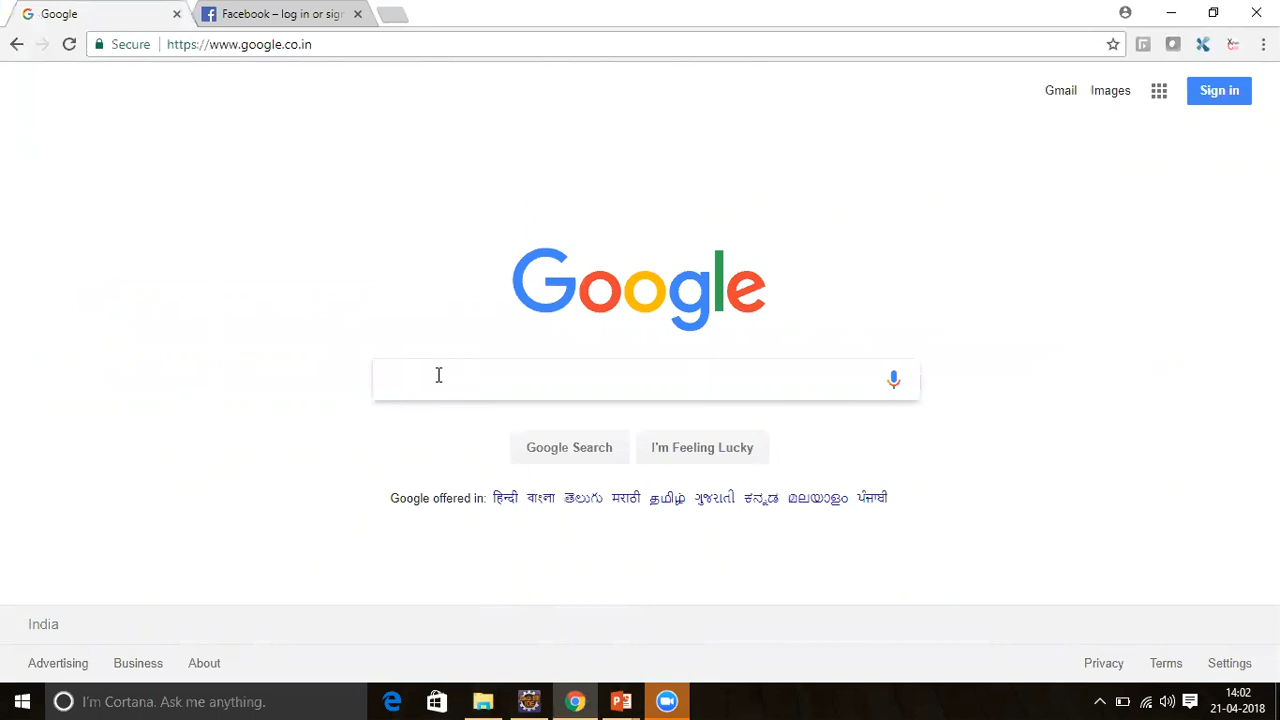 Google
Facebook – log in or sig
Secure
https://www.google.co.in
Gmail Images Sign in
Google
Google Search I'm Feeling Lucky
Google offered in: हिन्दी বাংলা తెలుగు मराठी தமிழ் ગુજરાતી ಕನ್ನಡ മലയാളം ਪੰਜਾਬੀ
India
Advertising Business About
Privacy Terms Settings
I'm Cortana. Ask me anything.
14:02
21-04-2018